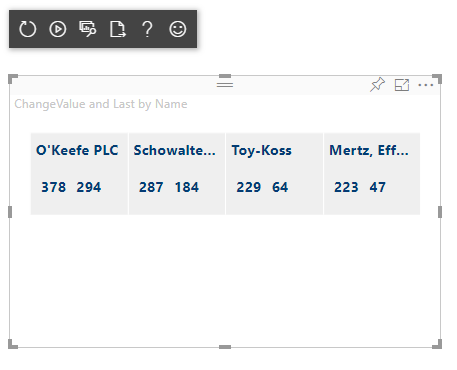 ChangeValue and Last by Name
O'Keefe PLC Schowalte... Toy-Koss Mertz, Eff...
378 294 287 184 229 64 223 47